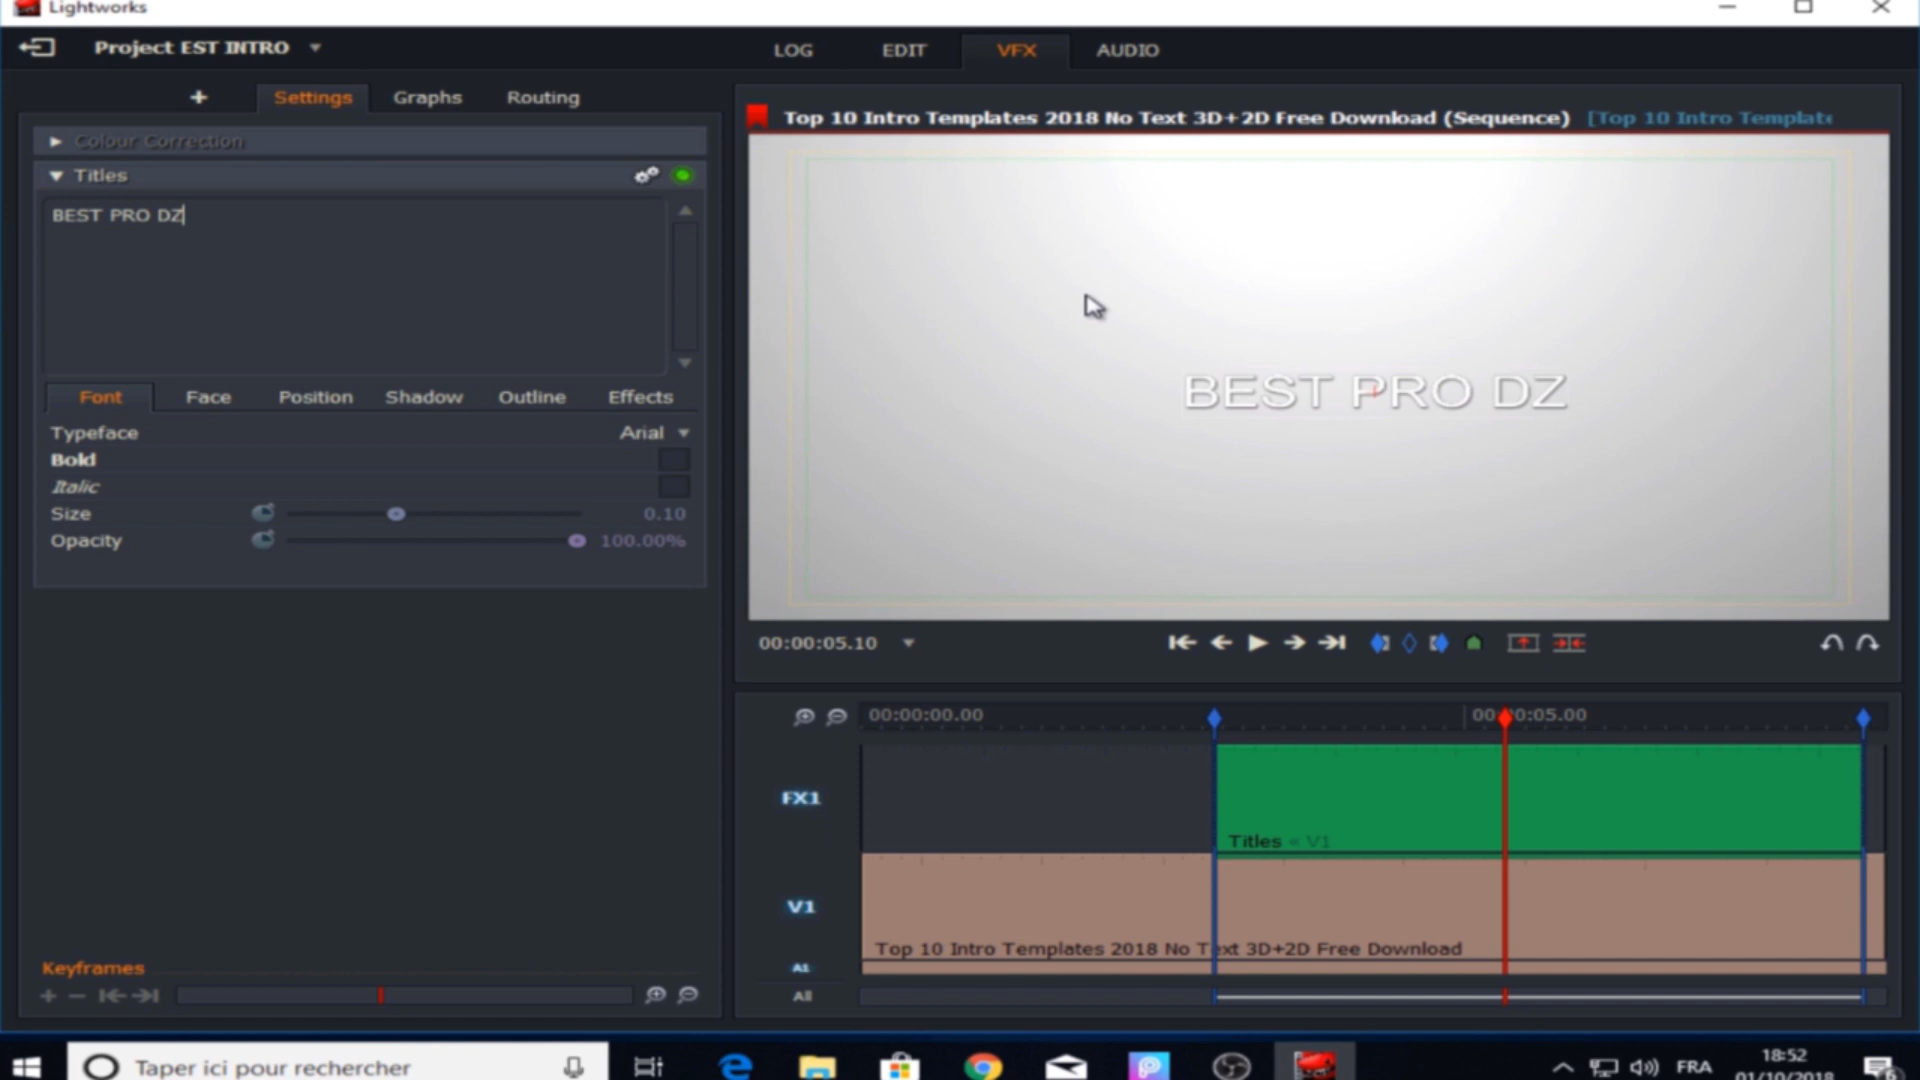 Lightworks
Project EST INTRO
LOG EDIT VFX AUDIO
+ Settings Graphs Routing
Colour Correction
Titles
BEST PRO DZ
Font Face Position Shadow Outline Effects
Typeface Arial
Bold
Italic
Size 0.10
Opacity 100.00%
Keyframes
Top 10 Intro Templates 2018 No Text 3D+2D Free Download (Sequence) [Top 10 Intro Template
BEST PRO DZ
00:00:05.10
00:00:00.00 00:00:05.00
FX1
Titles « V1
V1
Top 10 Intro Templates 2018 No Text 3D+2D Free Download
A1
All
Taper ici pour rechercher
FRA
18:52
01/10/2018